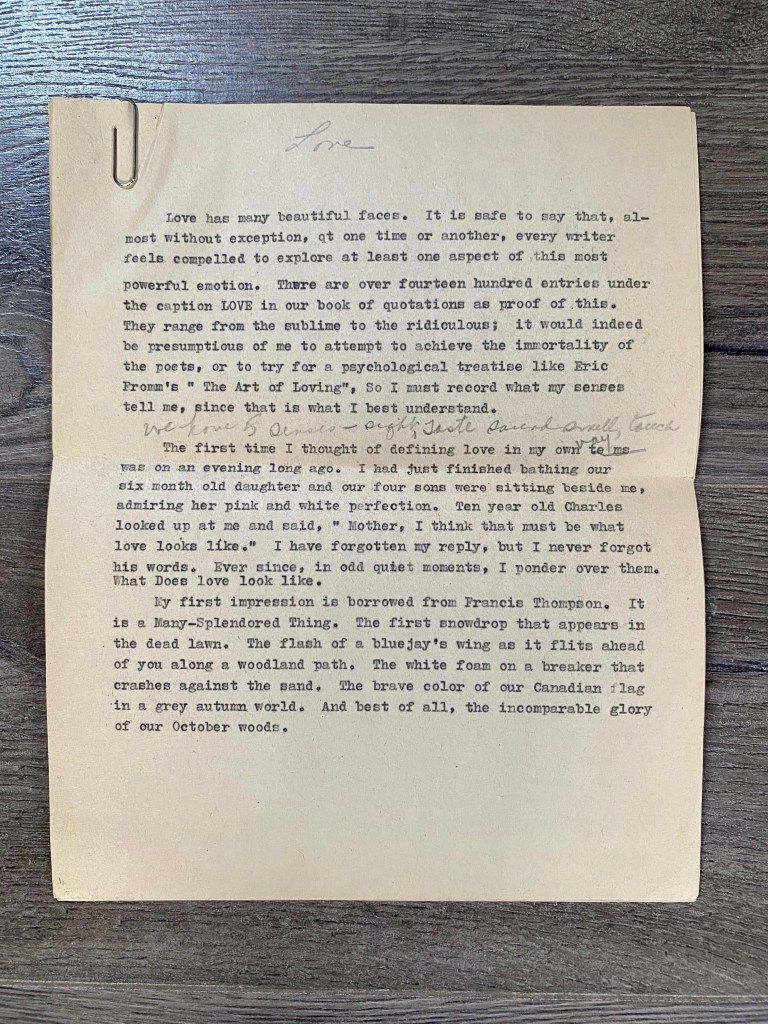 Love
Love has many beautiful faces. It is safe to say that, al-
most without exception, qt one time or another, every writer
feels compelled to explore at least one aspect of this most
powerful emotion. There are over fourteen hundred entries under
the caption LOVE in our book of quotations as proof of this.
They range from the sublime to the ridiculous; it would indeed
be presumptious of me to attempt to achieve the immortality of
the poets, or to try for a psychological treatise like Eric
Fromm's " The Art of Loving", So I must record what my senses
tell me, since that is what I best understand.
we have 5 senses - sight, taste sound smell, touch
way
The first time I thought of defining love in my own terms
was on an evening long ago. I had just finished bathing our
six month old daughter and our four sons were sitting beside me,
admiring her pink and white perfection. Ten year old Charles
looked up at me and said, " Mother, I think that must be what
love looks like." I have forgotten my reply, but I never forgot
his words. Ever since, in odd quiet moments, I ponder over them.
What Does love look like.
My first impression is borrowed from Francis Thompson. It
is a Many-Splendored Thing. The first snowdrop that appears in
the dead lawn. The flash of a bluejay's wing as it flits ahead
of you along a woodland path. The white foam on a breaker that
crashes against the sand. The brave color of our Canadian flag
in a grey autumn world. And best of all, the incomparable glory
of our October woods.